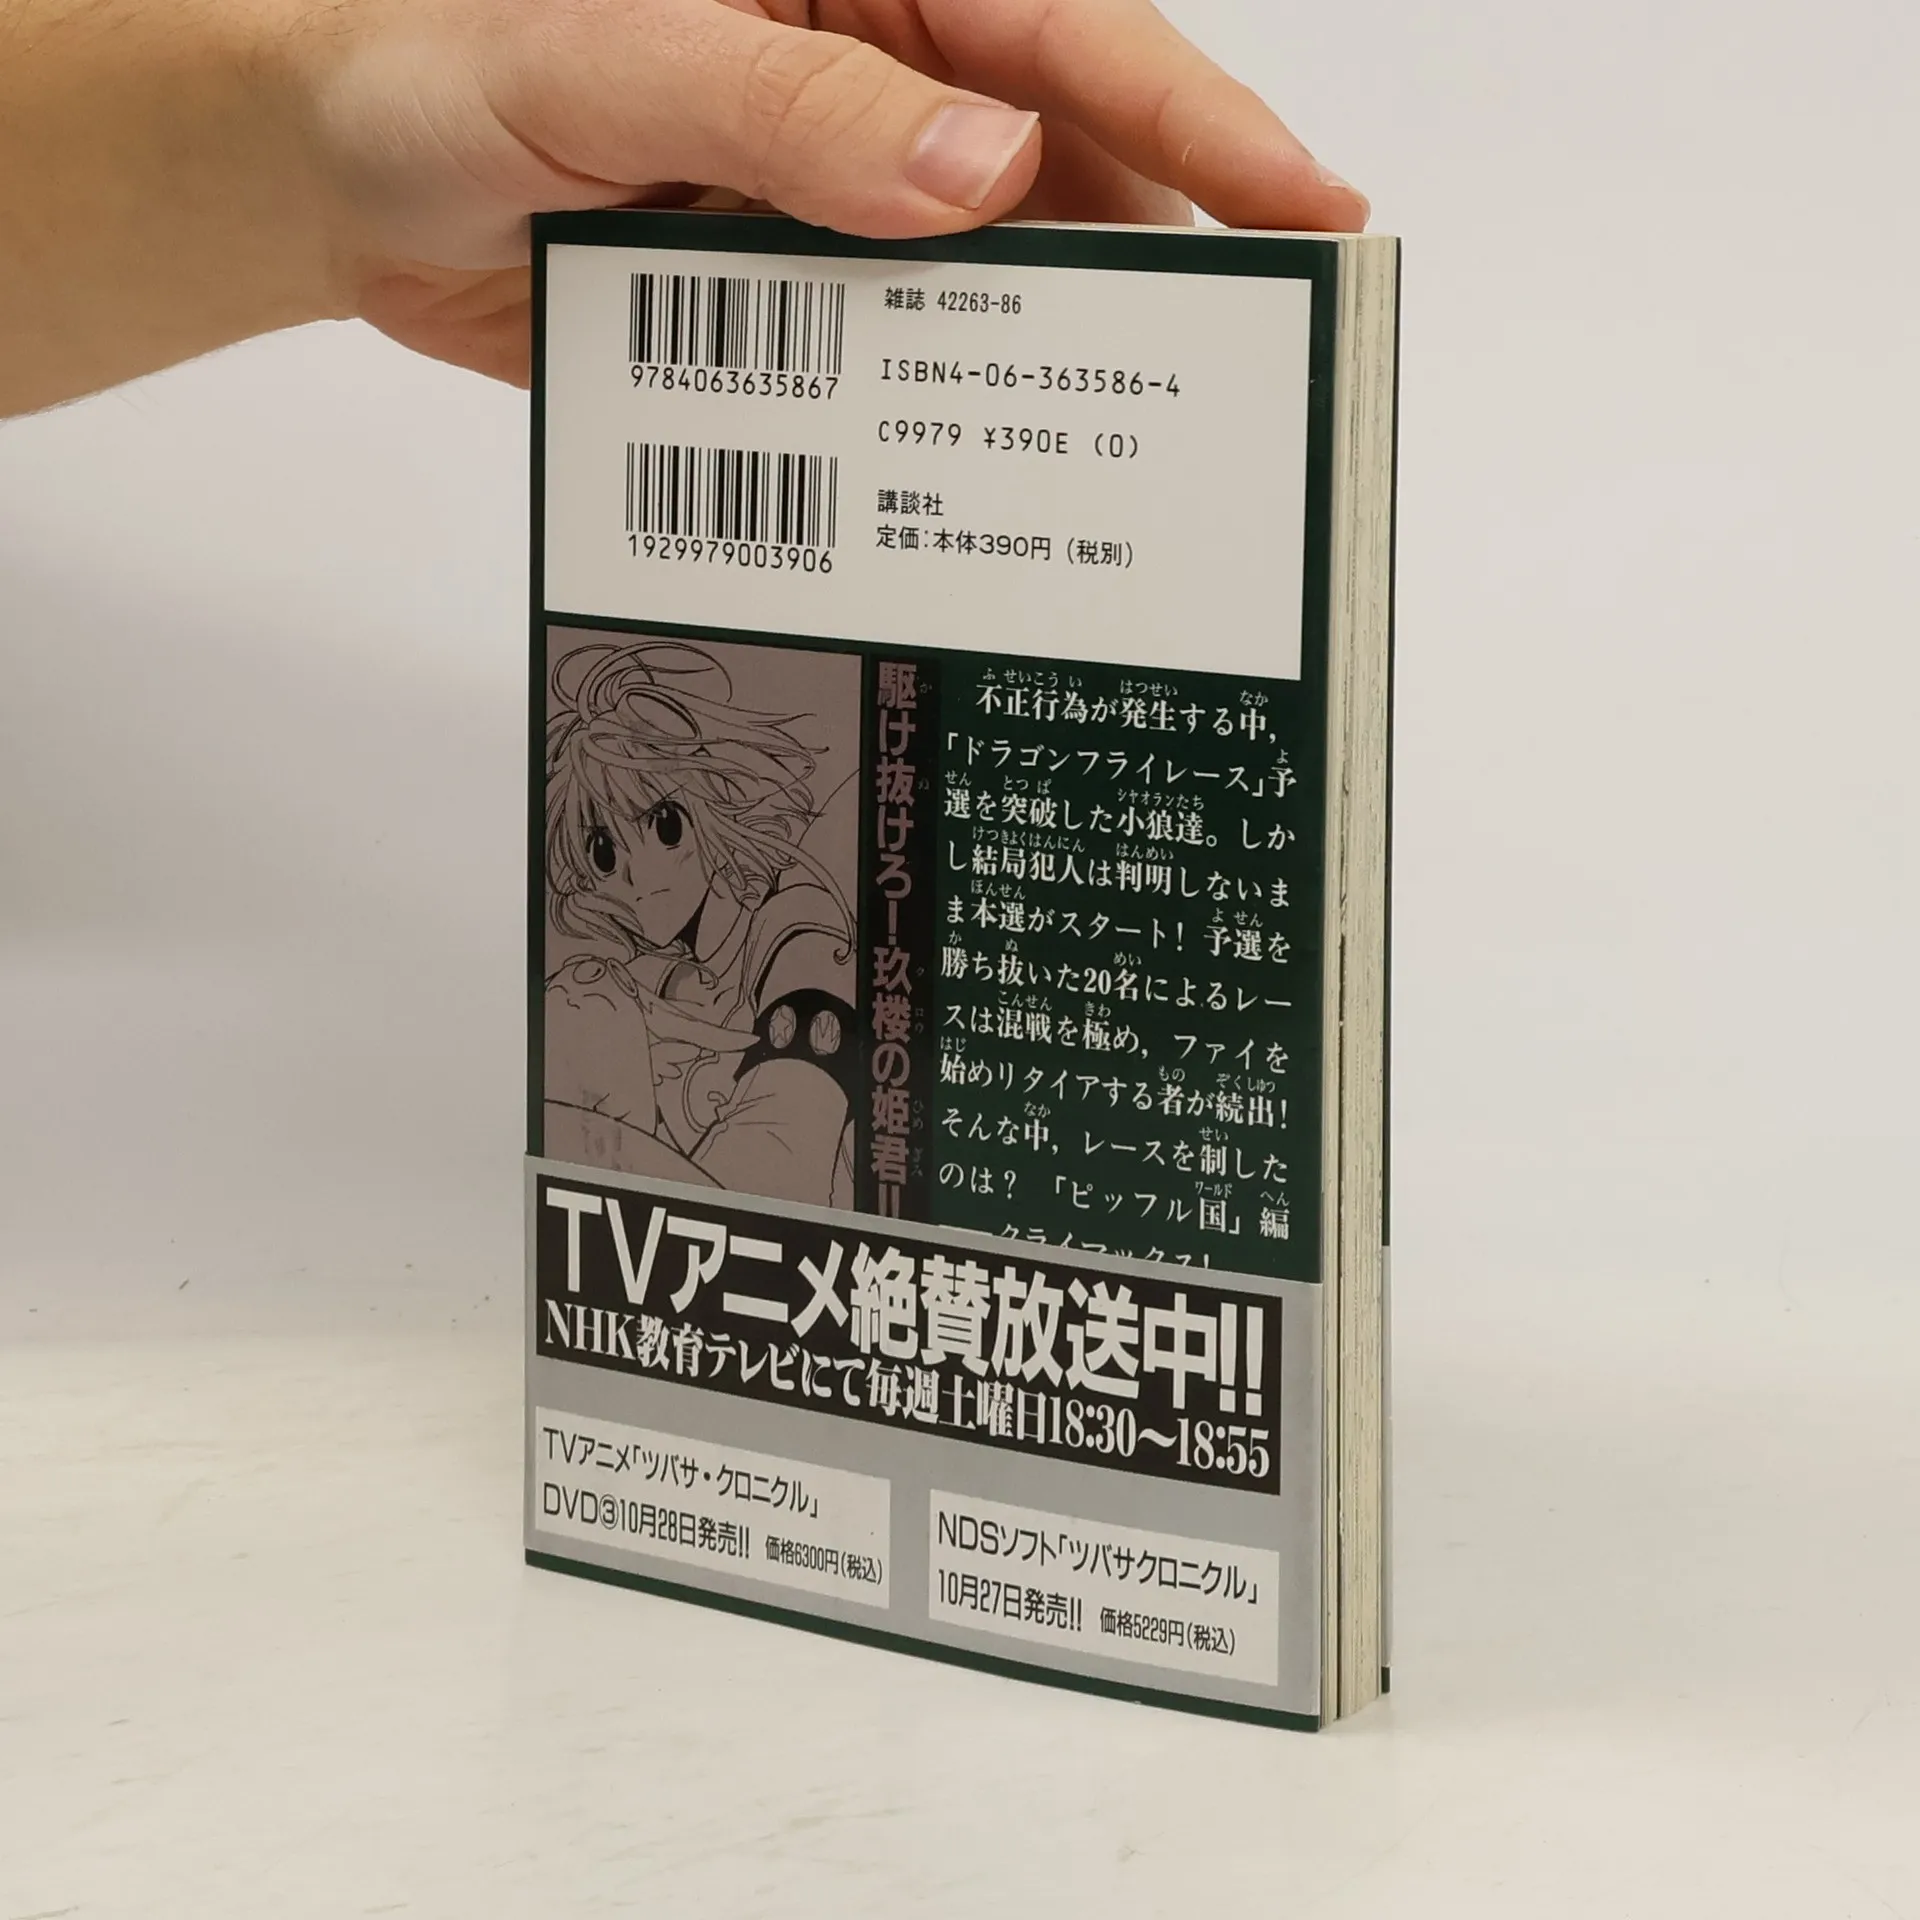 9784063635867
雑誌 42263-86
ISBN4-06-363586-4
C9979 ¥390E (0)
1929979003906
講談社
定価:本体390円 (税別)
駆け抜けろ!玖楼の姫君!!
不正行為が発生する中,
「ドラゴンフライレース」予
選を突破した小狼達。しか
し結局犯人は判明しないま
ま本選がスタート! 予選を
勝ち抜いた20名によるレー
スは混戦を極め, ファイを
始めリタイアする者が続出!
そんな中, レースを制した
のは? 「ピッフル国」編
―クライマックス!
TVアニメ絶賛放送中!!
NHK教育テレビにて毎週土曜日18:30〜18:55
TVアニメ「ツバサ・クロニクル」
DVD③10月28日発売!! 価格6300円(税込)
NDSソフト「ツバサクロニクル」
10月27日発売!! 価格5229円(税込)